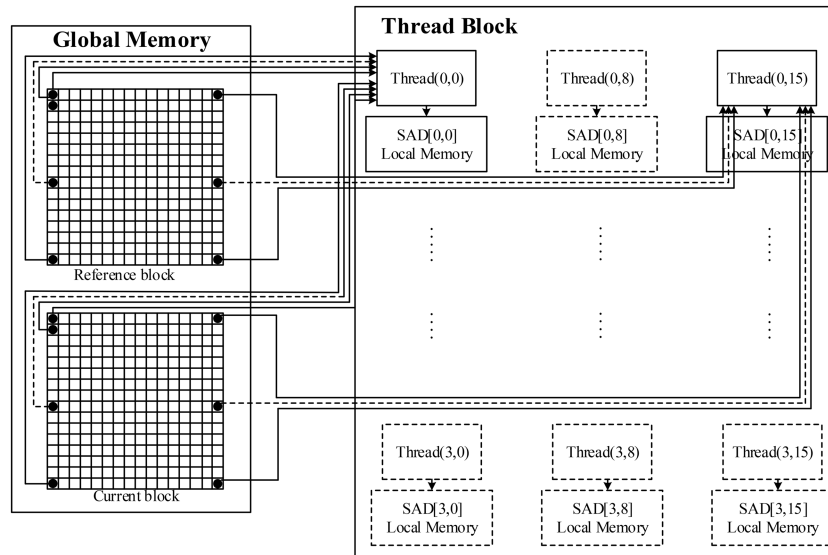 Global Memory
Thread Block
Thread(0,0)
Thread(0,8)
Thread(0,15)
SAD[0,0]
Local Memory
SAD[0,8]
Local Memory
SAD[0,15]
Local Memory
Reference block
Current block
Thread(3,0)
Thread(3,8)
Thread(3,15)
SAD[3,0]
Local Memory
SAD[3,8]
Local Memory
SAD[3,15]
Local Memory